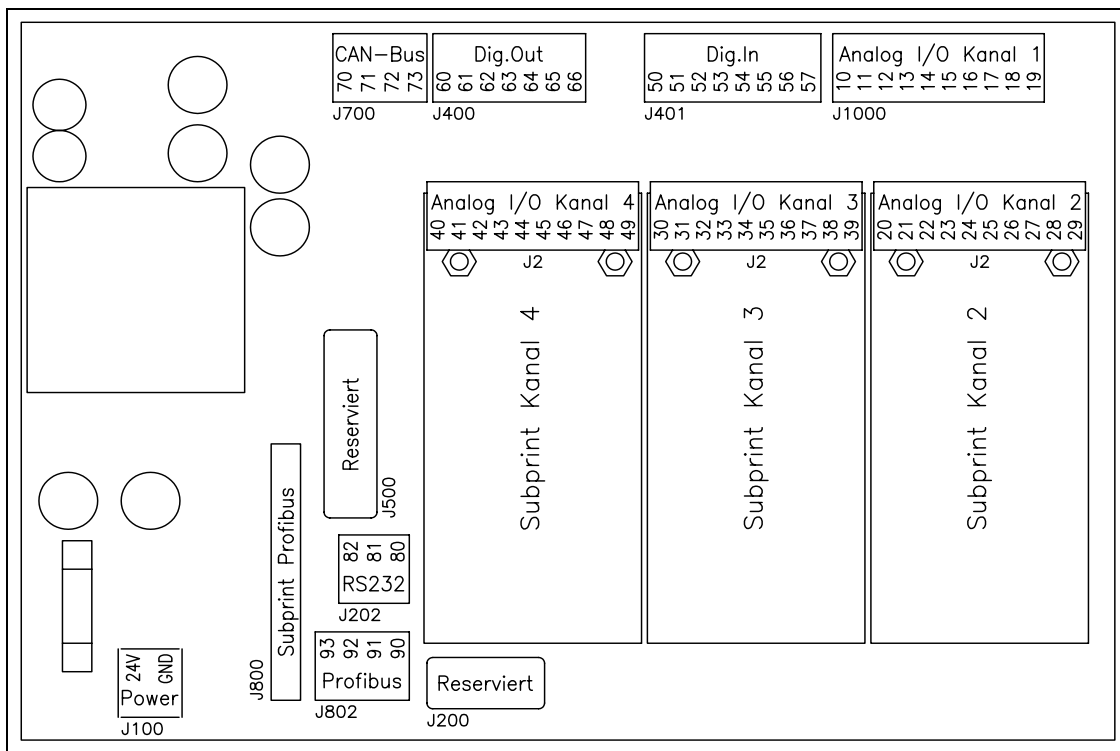 CAN-Bus
70 71 72 73
J700
Dig.Out
60 61 62 63 64 65 66
J400
Dig.In
50 51 52 53 54 55 56 57
J401
Analog I/O Kanal 1
10 11 12 13 14 15 16 17 18 19
J1000
Analog I/O Kanal 4
40 41 42 43 44 45 46 47 48 49
J2
Subprint Kanal 4
Analog I/O Kanal 3
30 31 32 33 34 35 36 37 38 39
J2
Subprint Kanal 3
Analog I/O Kanal 2
20 21 22 23 24 25 26 27 28 29
J2
Subprint Kanal 2
Reserviert
J500
82 81 80
RS232
J202
Subprint Profibus
J800
93 92 91 90
Profibus
J802
Reserviert
J200
24V
GND
Power
J100